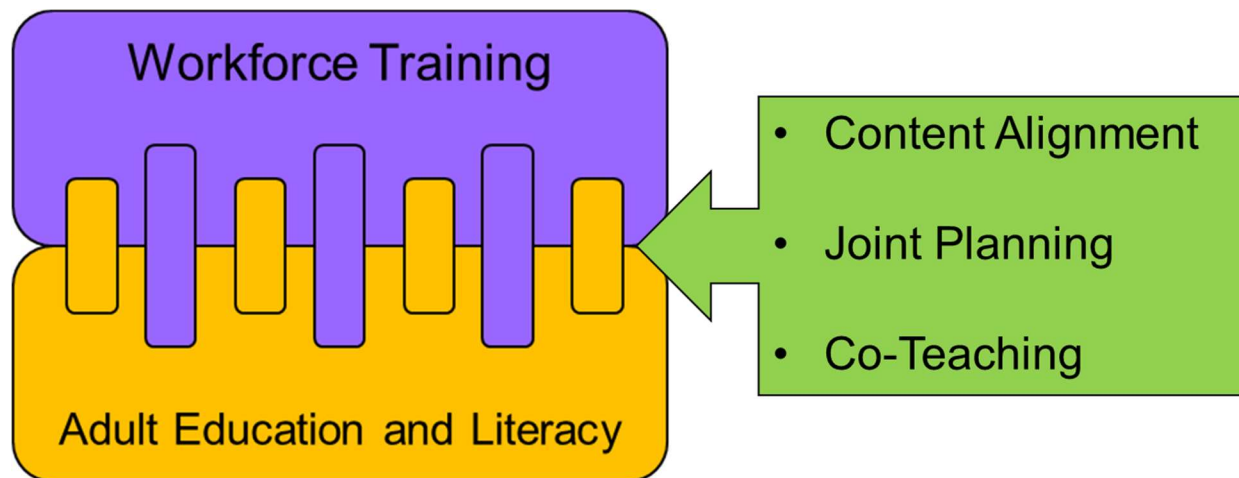 Workforce Training
Adult Education and Literacy
• Content Alignment
• Joint Planning
• Co-Teaching